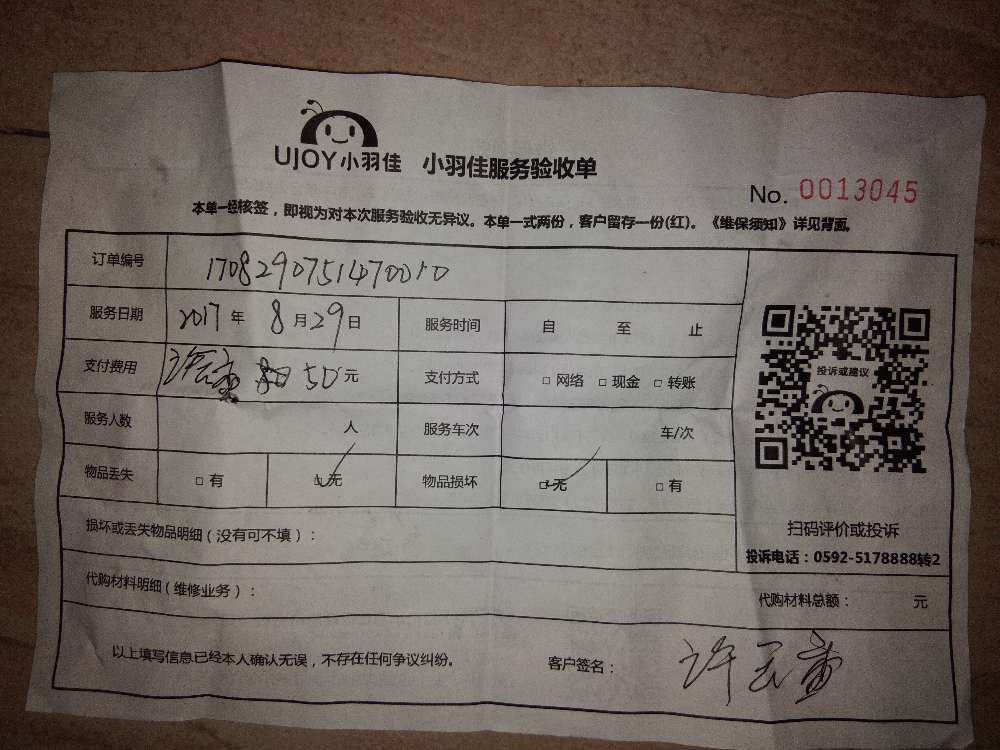 UJOY小羽佳 小羽佳服务验收单
No. 0013045
本单一经核签，即视为对本次服务验收无异议。本单一式两份，客户留存一份(红)。《维保须知》详见背面。
订单编号 1708290751470010
服务日期 2017 年 8 月 29 日 服务时间 自 至 止
支付费用 50 元 支付方式 □ 网络 □ 现金 □ 转账
投诉或建议
服务人数 人 服务车次 车/次
物品丢失 □ 有 □ 无 物品损坏 □ 无 □ 有
扫码评价或投诉
损坏或丢失物品明细（没有可不填）：
投诉电话：0592-5178888转2
代购材料明细（维修业务）：
代购材料总额： 元
以上填写信息已经本人确认无误，不存在任何争议纠纷。 客户签名： 许